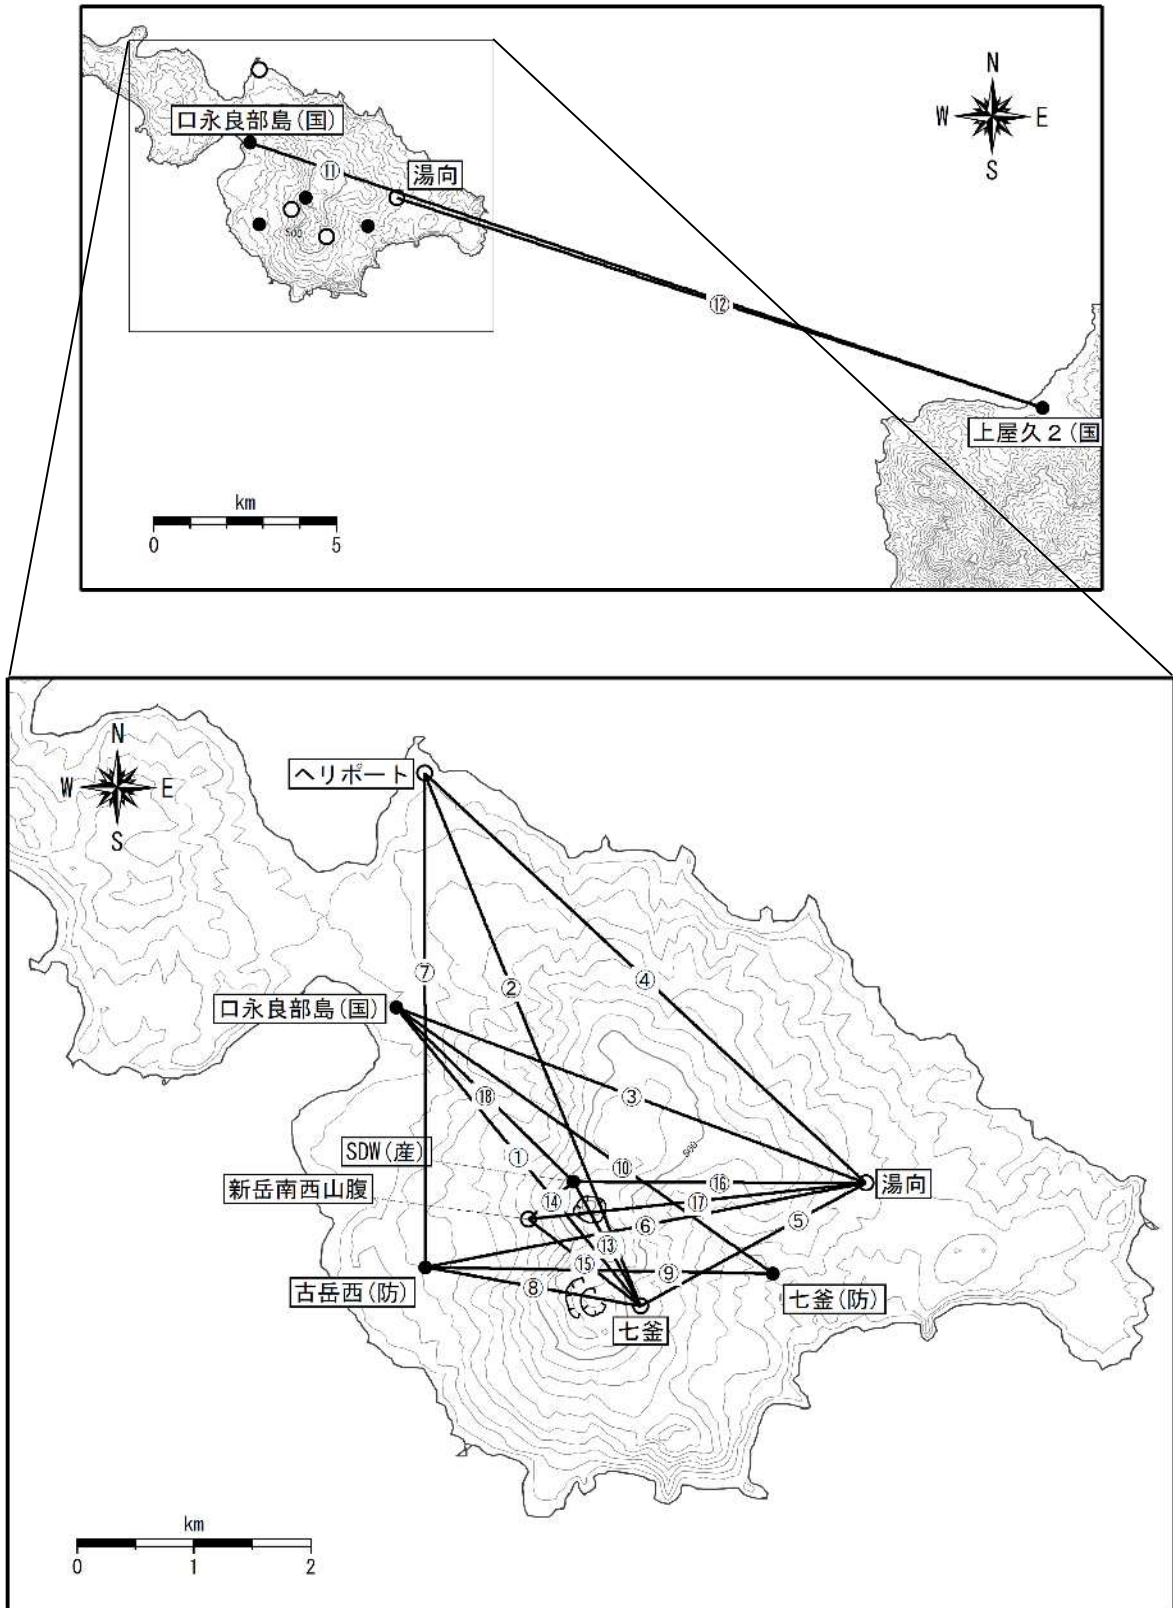 N
W E
S
口永良部島(国)
⑪
湯向
500
⑫
上屋久2(国
km
0 5
N
W E
S
ヘリポート
⑦
②
④
口永良部島(国)
⑱
③
SDW(産)
①
⑩
500
⑯
湯向
新岳南西山腹
⑭
⑰
⑥
⑤
⑬
⑮
⑨
⑧
古岳西(防)
七釜(防)
七釜
km
0 1 2